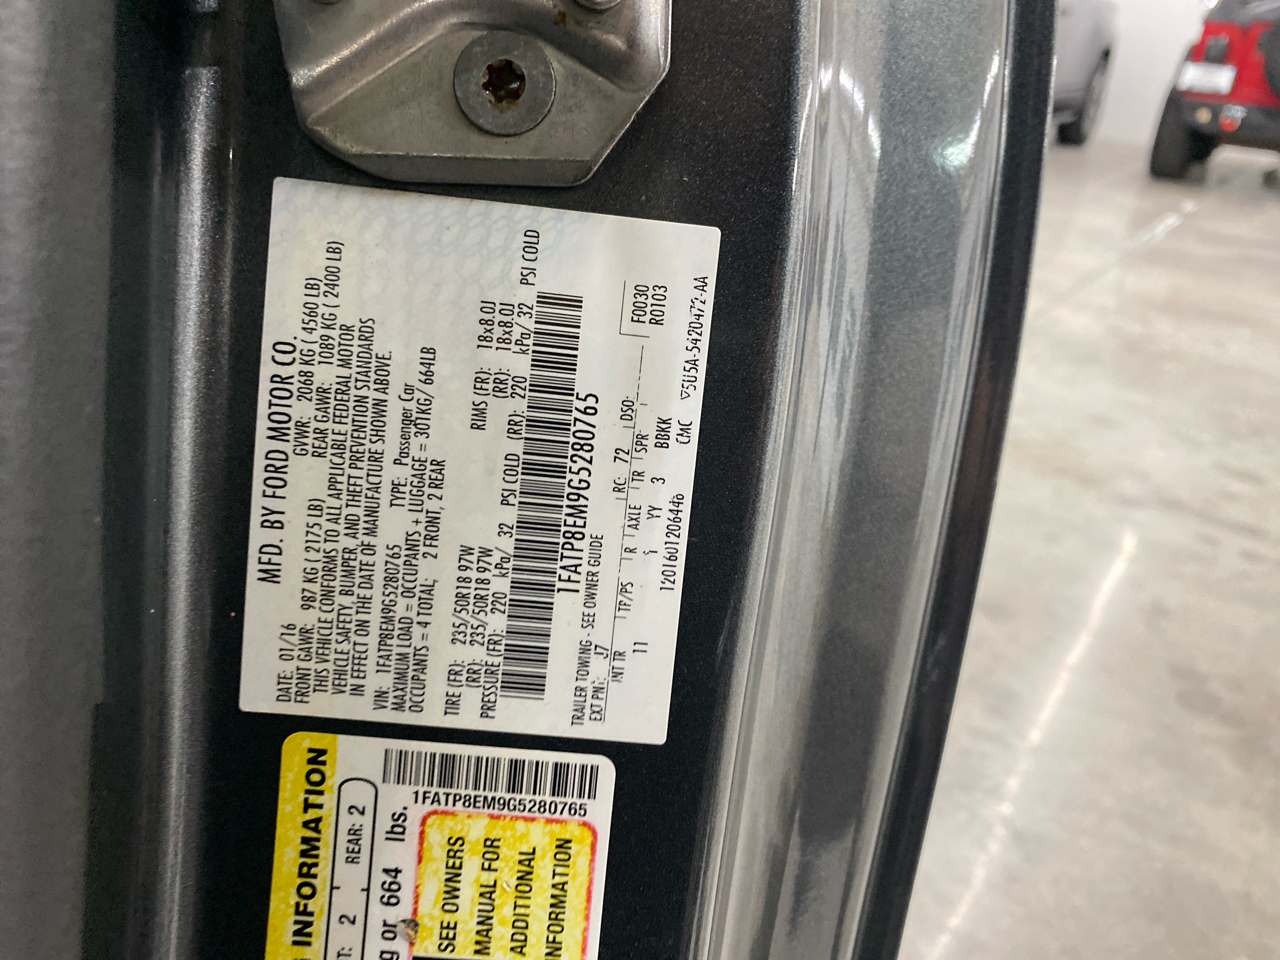 MFD. BY FORD MOTOR CO.
DATE: 01/16 GVWR: 2068 KG ( 4560 LB)
FRONT GAWR: 987 KG ( 2175 LB) REAR GAWR: 1089 KG ( 2400 LB)
THIS VEHICLE CONFORMS TO ALL APPLICABLE FEDERAL MOTOR
VEHICLE SAFETY, BUMPER, AND THEFT PREVENTION STANDARDS
IN EFFECT ON THE DATE OF MANUFACTURE SHOWN ABOVE.
VIN: 1FATP8EM9G5280765 TYPE: Passenger Car
MAXIMUM LOAD = OCCUPANTS + LUGGAGE = 301KG/ 664LB
OCCUPANTS = 4 TOTAL; 2 FRONT, 2 REAR
TIRE (FR): 235/50R18 97W RIMS (FR): 18x8.0J
(RR): 235/50R18 97W (RR): 18x8.0J
PRESSURE (FR): 220 kPa/ 32 PSI COLD (RR): 220 kPa/ 32 PSI COLD
1FATP8EM9G5280765
TRAILER TOWING - SEE OWNER GUIDE
EXT PNT: J7 RC: 72 DSO: F0030
INT TR TP/PS R AXLE TR SPR R0103
11 YY 3 BBKK
1201601206446 CMC ▽5U5A-5420472-AA
INFORMATION
2 REAR: 2
or 664 lbs.
1FATP8EM9G5280765
SEE OWNERS
MANUAL FOR
ADDITIONAL
INFORMATION